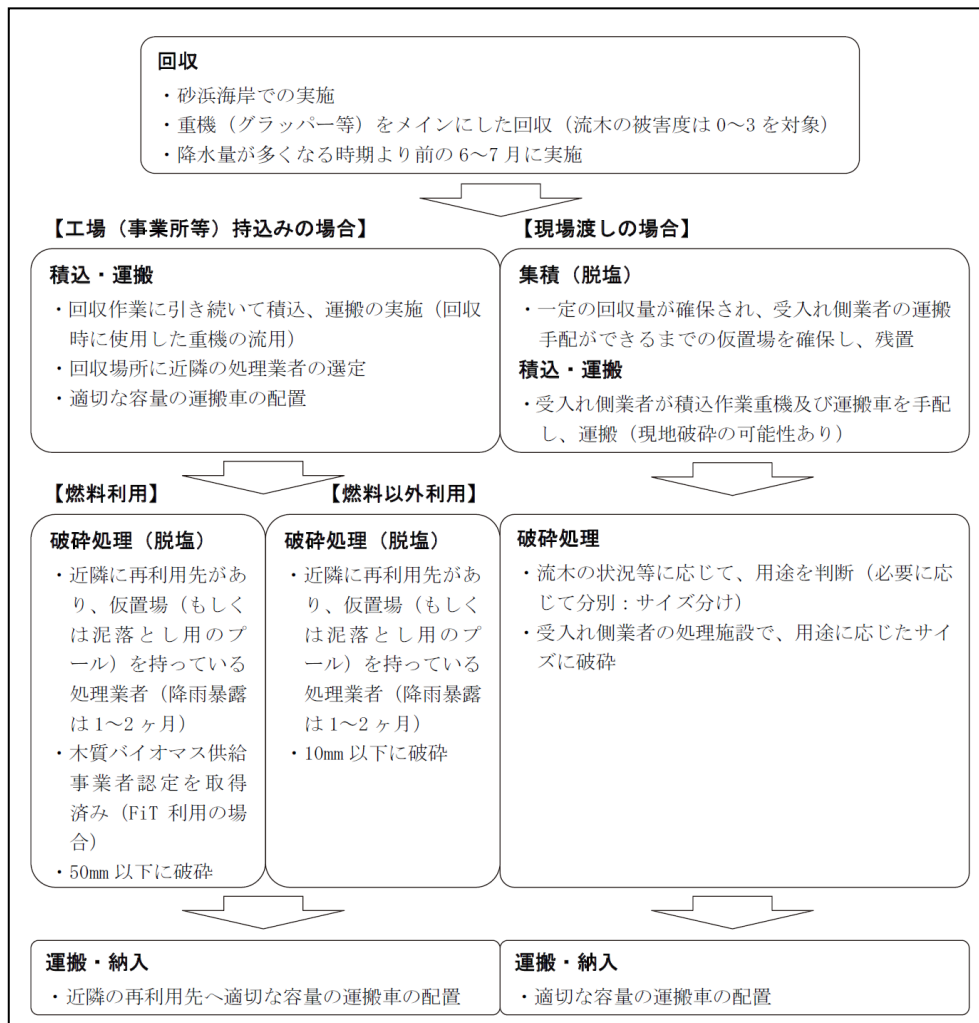 回収
・砂浜海岸での実施
・重機（グラッパー等）をメインにした回収（流木の被害度は 0～3 を対象）
・降水量が多くなる時期より前の 6～7 月に実施
【工場（事業所等）持込みの場合】
積込・運搬
・回収作業に引き続いて積込、運搬の実施（回収
時に使用した重機の流用）
・回収場所に近隣の処理業者の選定
・適切な容量の運搬車の配置
【現場渡しの場合】
集積（脱塩）
・一定の回収量が確保され、受入れ側業者の運搬
手配ができるまでの仮置場を確保し、残置
積込・運搬
・受入れ側業者が積込作業重機及び運搬車を手配
し、運搬（現地破砕の可能性あり）
【燃料利用】
破砕処理（脱塩）
・近隣に再利用先があ
り、仮置場（もしく
は泥落とし用のプ
ール）を持っている
処理業者（降雨暴露
は 1～2 ヶ月）
・木質バイオマス供給
事業者認定を取得
済み（FiT 利用の場
合）
・50mm 以下に破砕
【燃料以外利用】
破砕処理（脱塩）
・近隣に再利用先があ
り、仮置場（もしく
は泥落とし用のプ
ール）を持っている
処理業者（降雨暴露
は 1～2 ヶ月）
・10mm 以下に破砕
破砕処理
・流木の状況等に応じて、用途を判断（必要に応
じて分別：サイズ分け）
・受入れ側業者の処理施設で、用途に応じたサイ
ズに破砕
運搬・納入
・近隣の再利用先へ適切な容量の運搬車の配置
運搬・納入
・適切な容量の運搬車の配置